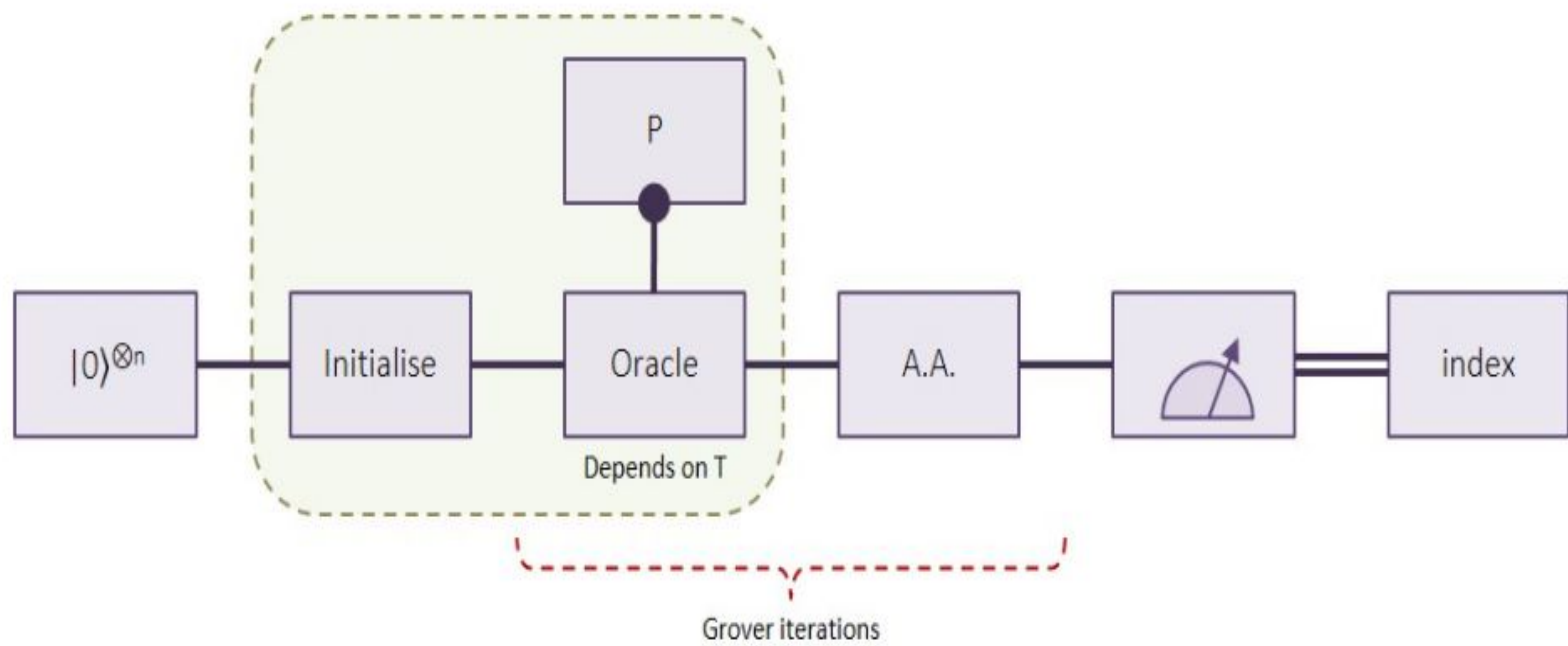 P
|0⟩⊗n
Initialise
Oracle
A.A.
index
Depends on T
Grover iterations